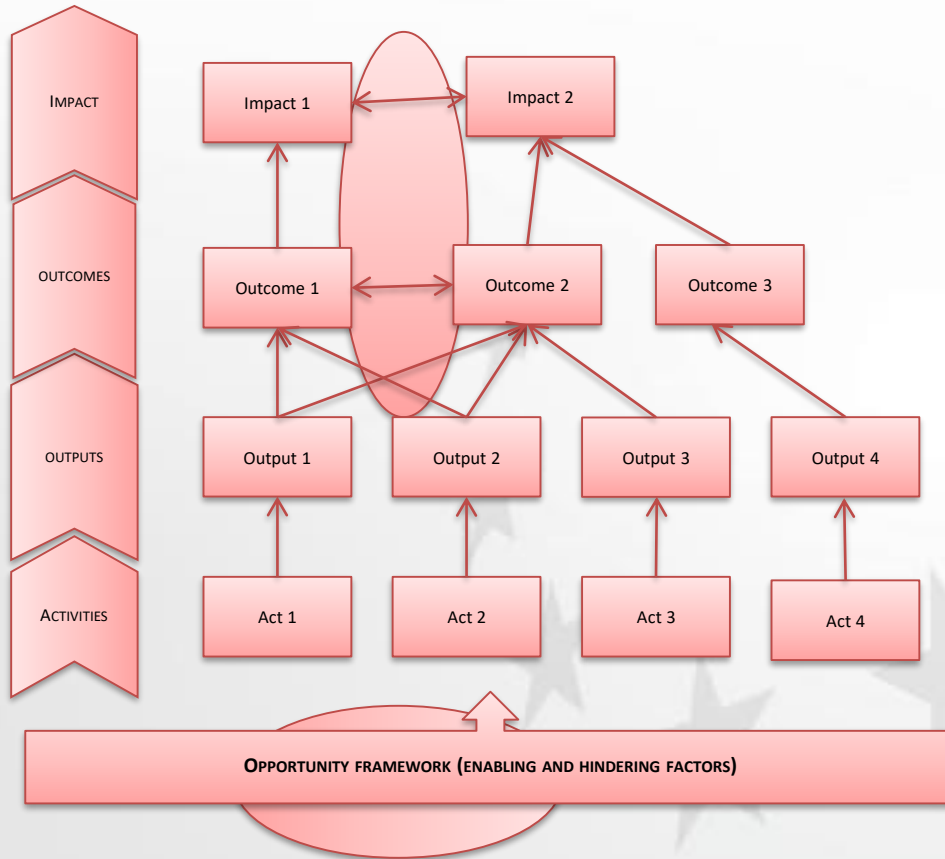 IMPACT
Impact 1
Impact 2
OUTCOMES
Outcome 1
Outcome 2
Outcome 3
OUTPUTS
Output 1
Output 2
Output 3
Output 4
ACTIVITIES
Act 1
Act 2
Act 3
Act 4
OPPORTUNITY FRAMEWORK (ENABLING AND HINDERING FACTORS)